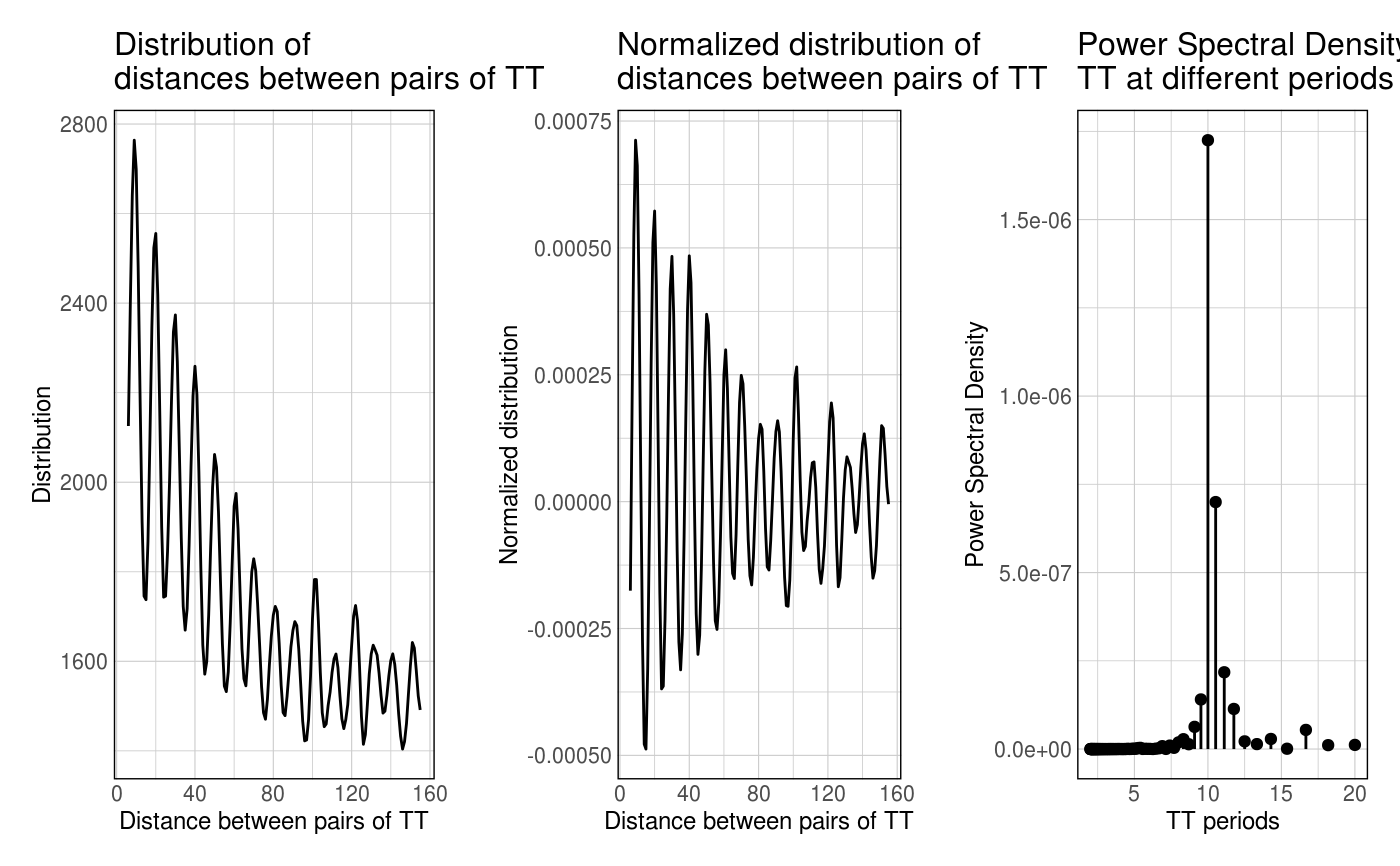 Distribution of
distances between pairs of TT
Distribution
2800
2400
2000
1600
0 40 80 120 160
Distance between pairs of TT
Normalized distribution of
distances between pairs of TT
Normalized distribution
0.00075
0.00050
0.00025
0.00000
-0.00025
-0.00050
0 40 80 120 160
Distance between pairs of TT
Power Spectral Density
TT at different periods
Power Spectral Density
1.5e-06
1.0e-06
5.0e-07
0.0e+00
5 10 15 20
TT periods